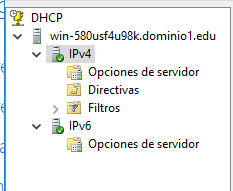 DHCP
win-580usf4u98k.dominio1.edu
IPv4
Opciones de servidor
Directivas
Filtros
IPv6
Opciones de servidor